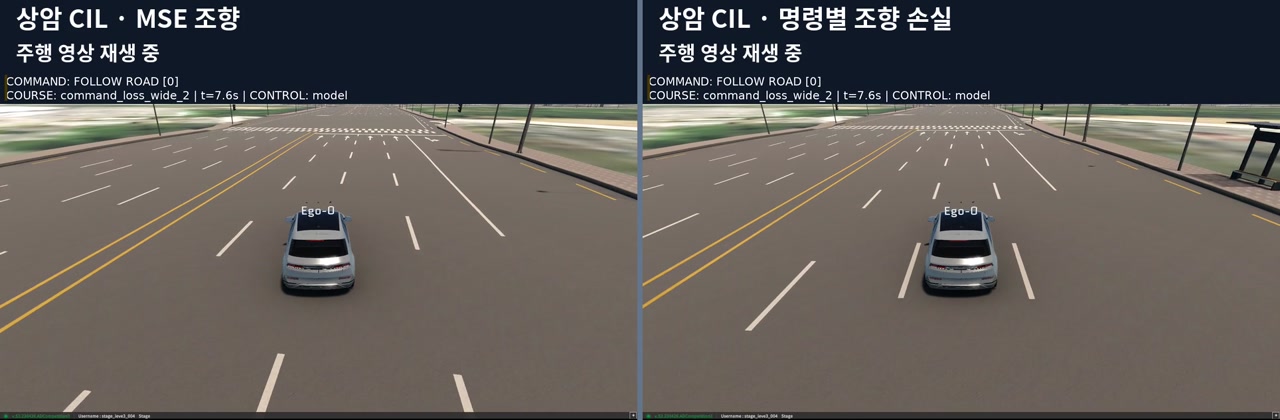 상암 CIL · MSE 조향
주행 영상 재생 중
COMMAND: FOLLOW ROAD [0]
COURSE: command_loss_wide_2 | t=7.6s | CONTROL: model
Ego-0
상암 CIL · 명령별 조향 손실
주행 영상 재생 중
COMMAND: FOLLOW ROAD [0]
COURSE: command_loss_wide_2 | t=7.6s | CONTROL: model
Ego-0